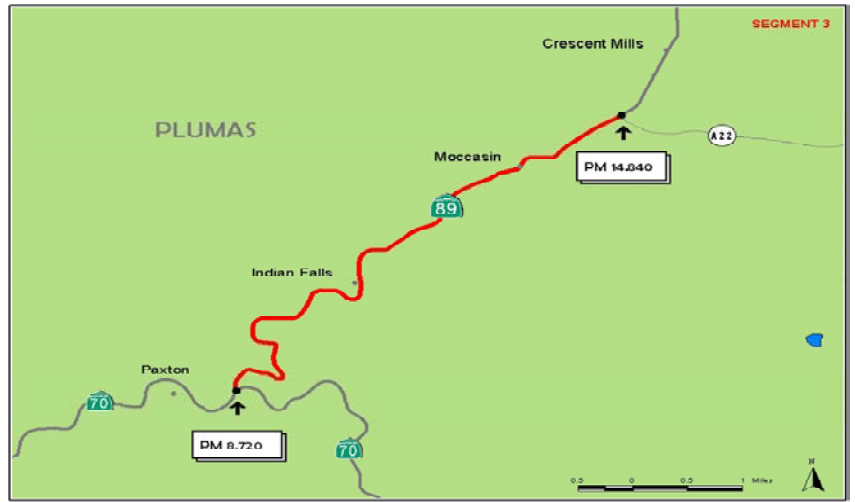 SEGMENT 3
Crescent Mills
PLUMAS
A22
Moccasin
PM 14.840
89
Indian Falls
Paxton
70
PM 8.720
70
N
0.5 0 0.5 1 Miles